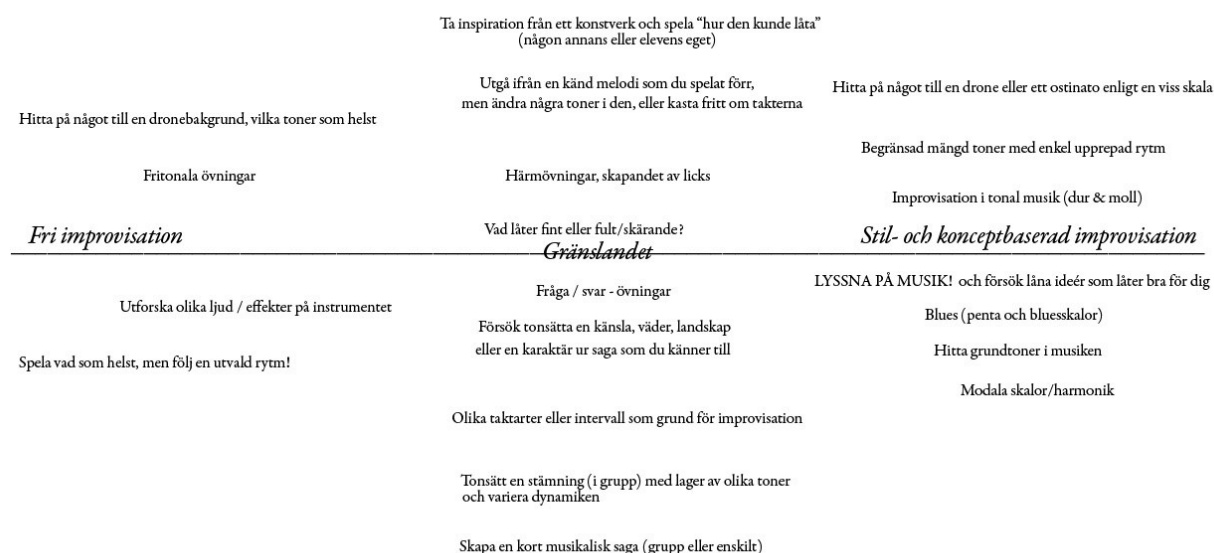 Ta inspiration från ett konstverk och spela “hur den kunde låta”
(någon annans eller elevens eget)
Utgå ifrån en känd melodi som du spelat förr,
men ändra några toner i den, eller kasta fritt om takterna
Hitta på något till en drone eller ett ostinato enligt en viss skala
Hitta på något till en dronebakgrund, vilka toner som helst
Begränsad mängd toner med enkel upprepad rytm
Fritonala övningar
Härmövningar, skapandet av licks
Improvisation i tonal musik (dur & moll)
Vad låter fint eller fult/skärande?
Fri improvisation
Gränslandet
Stil- och konceptbaserad improvisation
LYSSNA PÅ MUSIK! och försök låna ideér som låter bra för dig
Fråga / svar - övningar
Utforska olika ljud / effekter på instrumentet
Blues (penta och bluesskalor)
Försök tonsätta en känsla, väder, landskap
eller en karaktär ur saga som du känner till
Hitta grundtoner i musiken
Spela vad som helst, men följ en utvald rytm!
Modala skalor/harmonik
Olika taktarter eller intervall som grund för improvisation
Tonsätt en stämning (i grupp) med lager av olika toner
och variera dynamiken
Skapa en kort musikalisk saga (grupp eller enskilt)